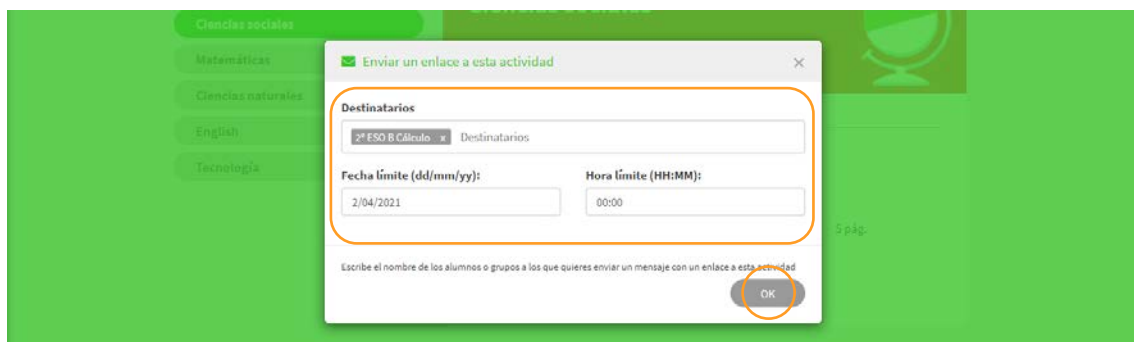 Ciencias sociales
Matemáticas
Ciencias naturales
English
Tecnología
Enviar un enlace a esta actividad ×
Destinatarios
2º ESO B Cálculo x Destinatarios
Fecha límite (dd/mm/yy): Hora límite (HH:MM):
2/04/2021 00:00
5 pág.
Escribe el nombre de los alumnos o grupos a los que quieres enviar un mensaje con un enlace a esta actividad
OK